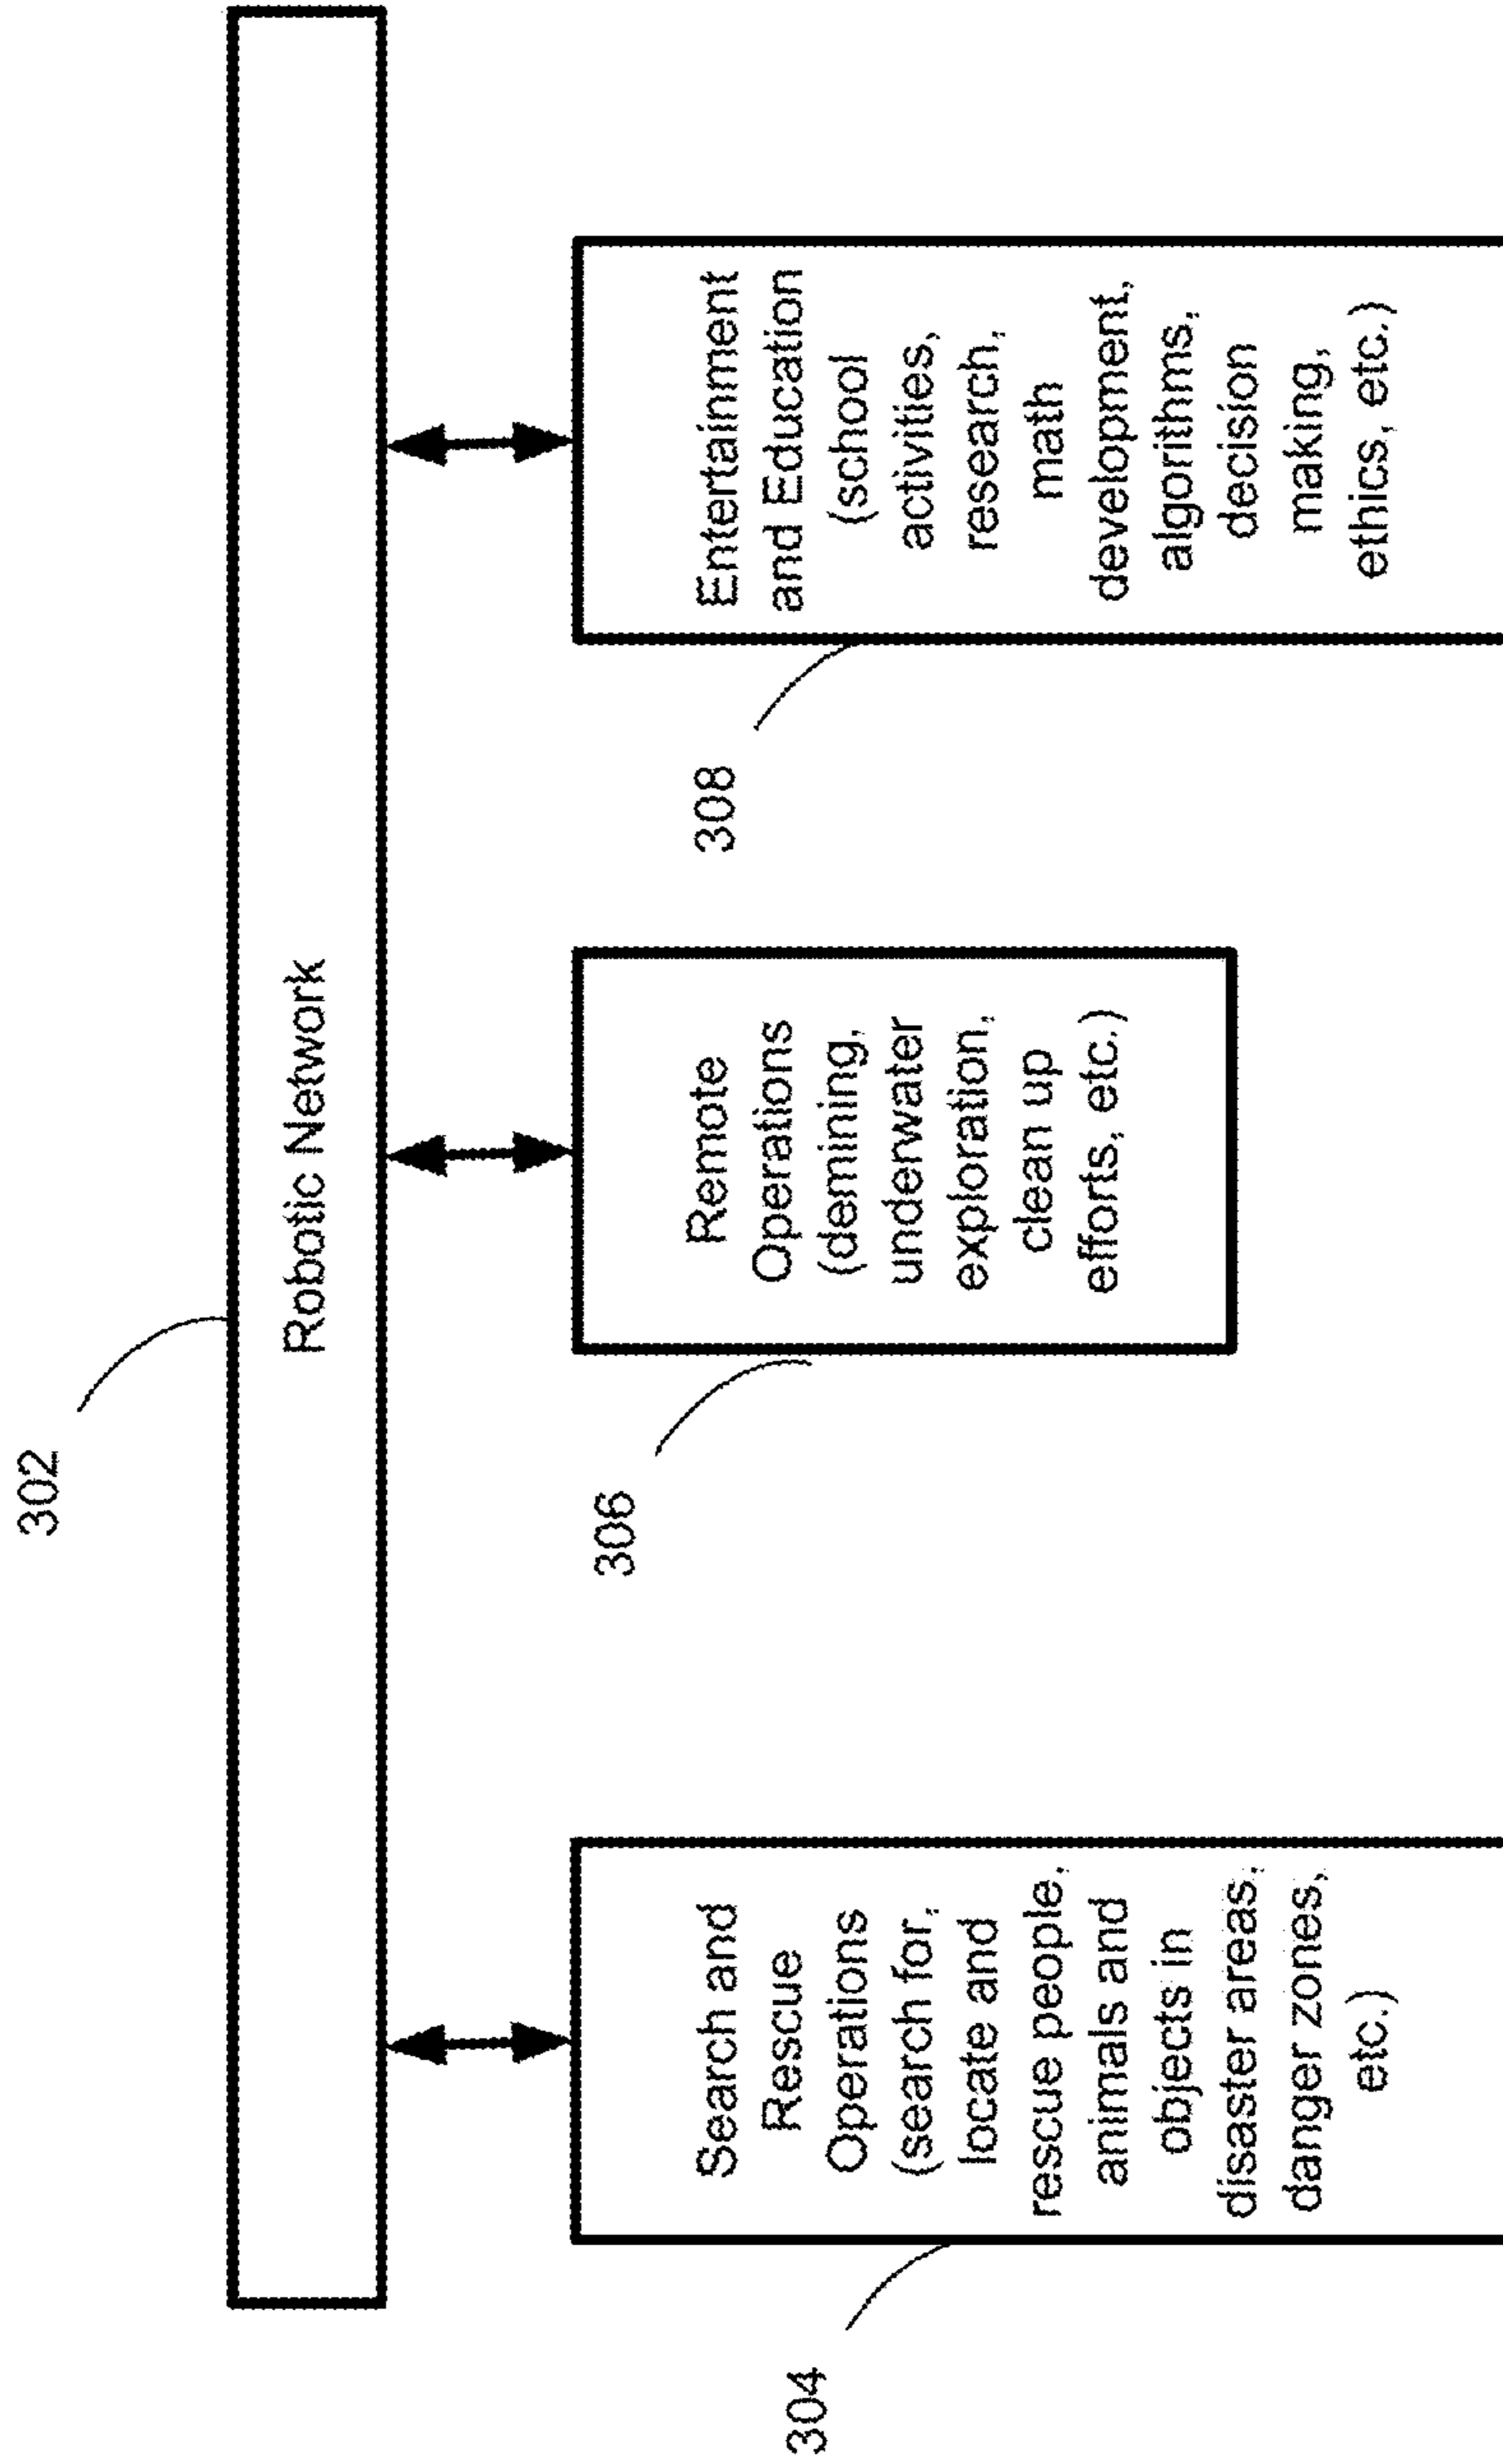 302
Robotic Network
304
Search and
Rescue
Operations
(search for,
locate and
rescue people,
animals and
objects in
disaster areas,
danger zones,
etc.)
306
Remote
Operations
(demining,
underwater
exploration,
clean up
efforts, etc.)
308
Entertainment
and Education
(school
activities,
research,
math
development,
algorithms,
decision
making,
ethics, etc.)